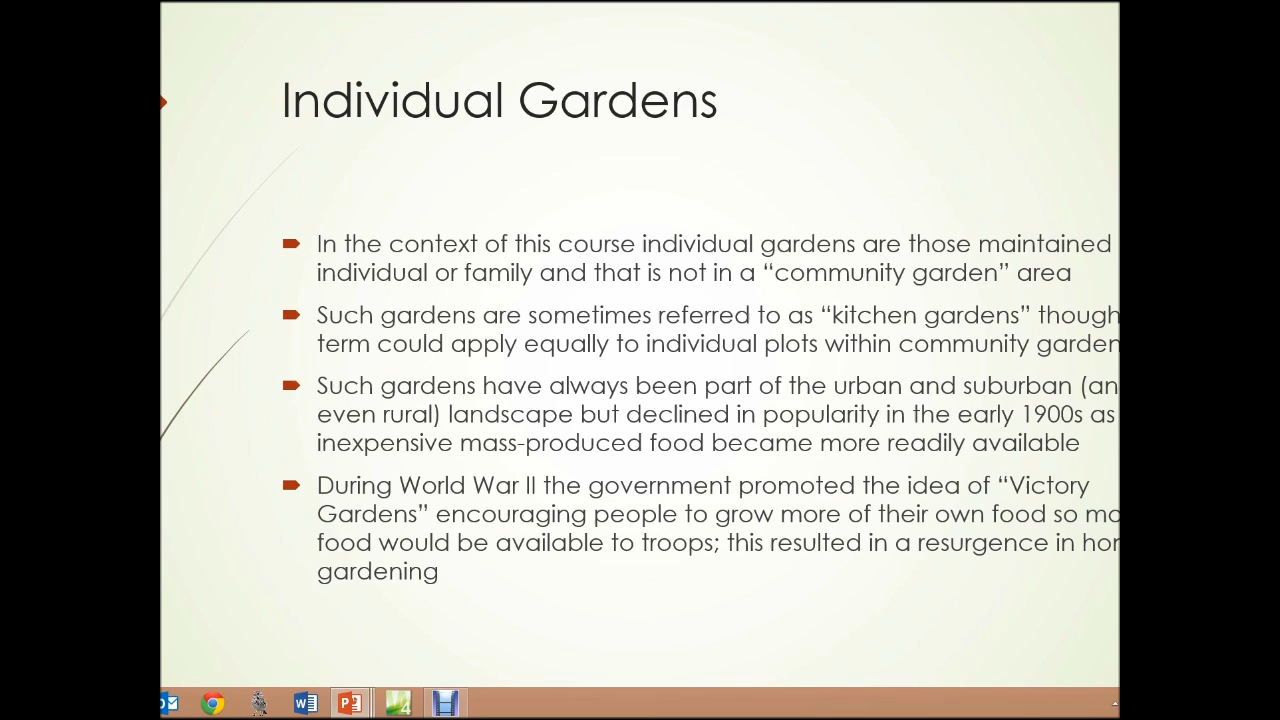 Individual Gardens
In the context of this course individual gardens are those maintained
individual or family and that is not in a “community garden” area
Such gardens are sometimes referred to as “kitchen gardens” though
term could apply equally to individual plots within community garden
Such gardens have always been part of the urban and suburban (an
even rural) landscape but declined in popularity in the early 1900s as
inexpensive mass-produced food became more readily available
During World War II the government promoted the idea of “Victory
Gardens” encouraging people to grow more of their own food so mo
food would be available to troops; this resulted in a resurgence in hom
gardening